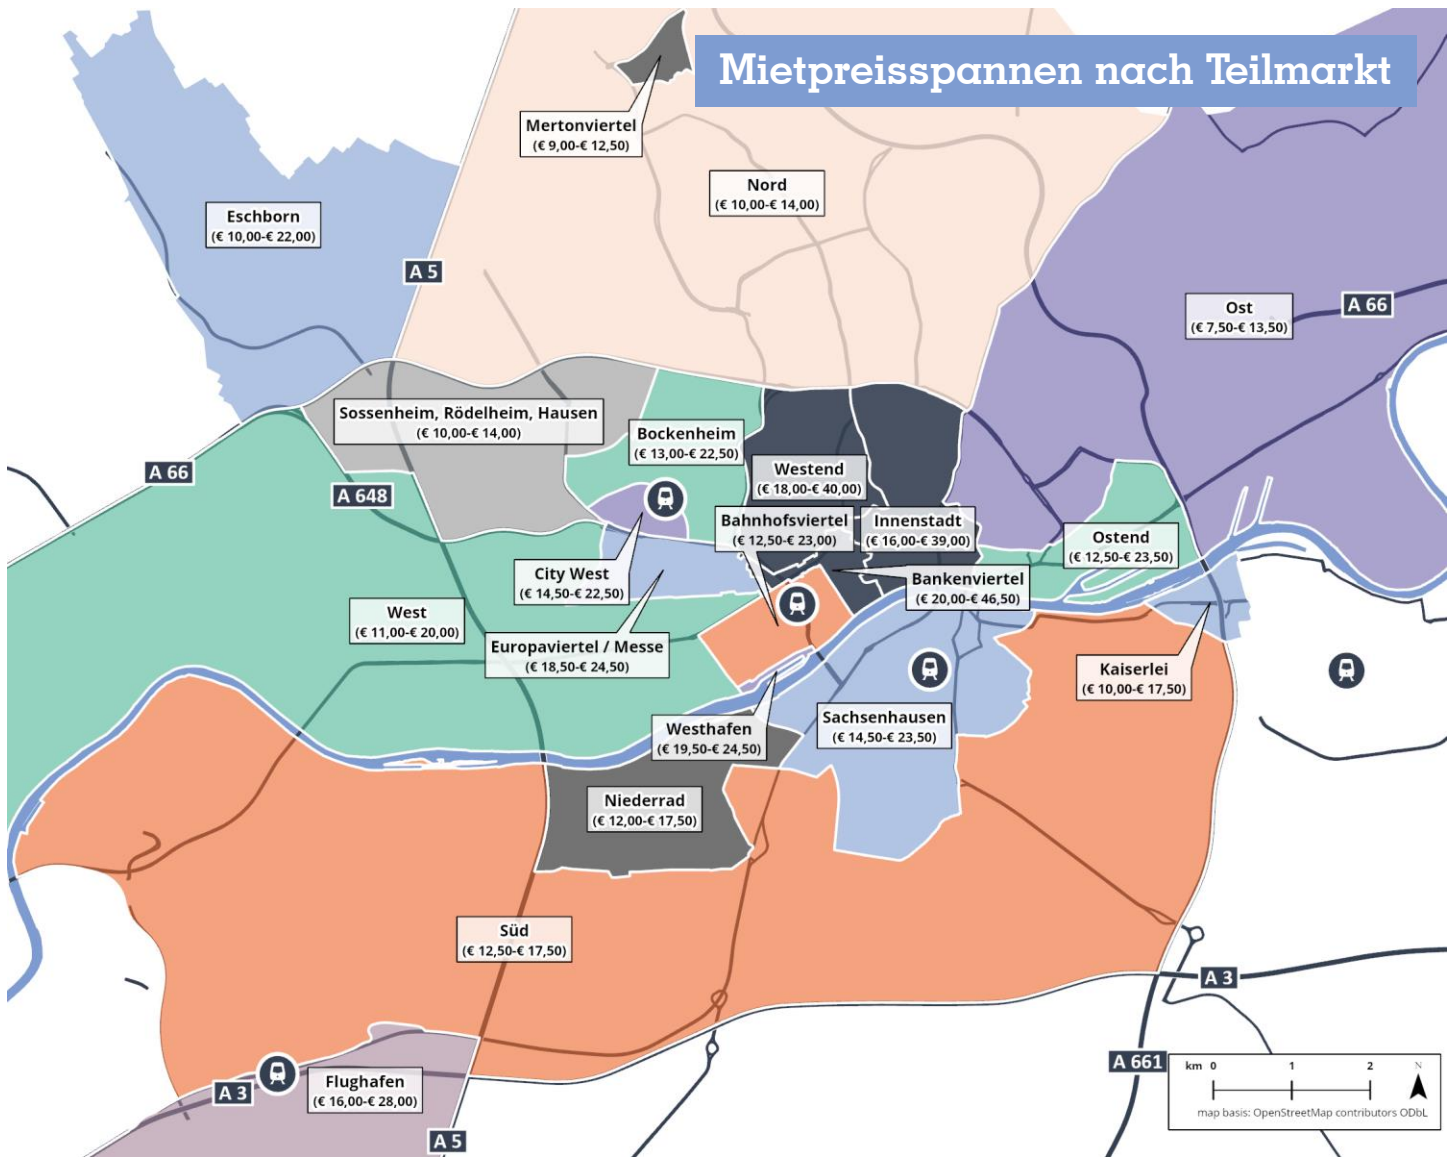 Mietpreisspannen nach Teilmarkt
Mertonviertel
(€ 9,00-€ 12,50)
Nord
(€ 10,00-€ 14,00)
Eschborn
(€ 10,00-€ 22,00)
A 5
Ost
(€ 7,50-€ 13,50)
A 66
Sossenheim, Rödelheim, Hausen
(€ 10,00-€ 14,00)
Bockenheim
(€ 13,00-€ 22,50)
A 66
A 648
Westend
(€ 18,00-€ 40,00)
Bahnhofsviertel
(€ 12,50-€ 23,00)
Innenstadt
(€ 16,00-€ 39,00)
Ostend
(€ 12,50-€ 23,50)
City West
(€ 14,50-€ 22,50)
Bankenviertel
(€ 20,00-€ 46,50)
West
(€ 11,00-€ 20,00)
Europaviertel / Messe
(€ 18,50-€ 24,50)
Kaiserlei
(€ 10,00-€ 17,50)
Westhafen
(€ 19,50-€ 24,50)
Sachsenhausen
(€ 14,50-€ 23,50)
Niederrad
(€ 12,00-€ 17,50)
Süd
(€ 12,50-€ 17,50)
A 3
A 661
Flughafen
(€ 16,00-€ 28,00)
A 3
A 5
km 0 1 2 N
map basis: OpenStreetMap contributors ODbL